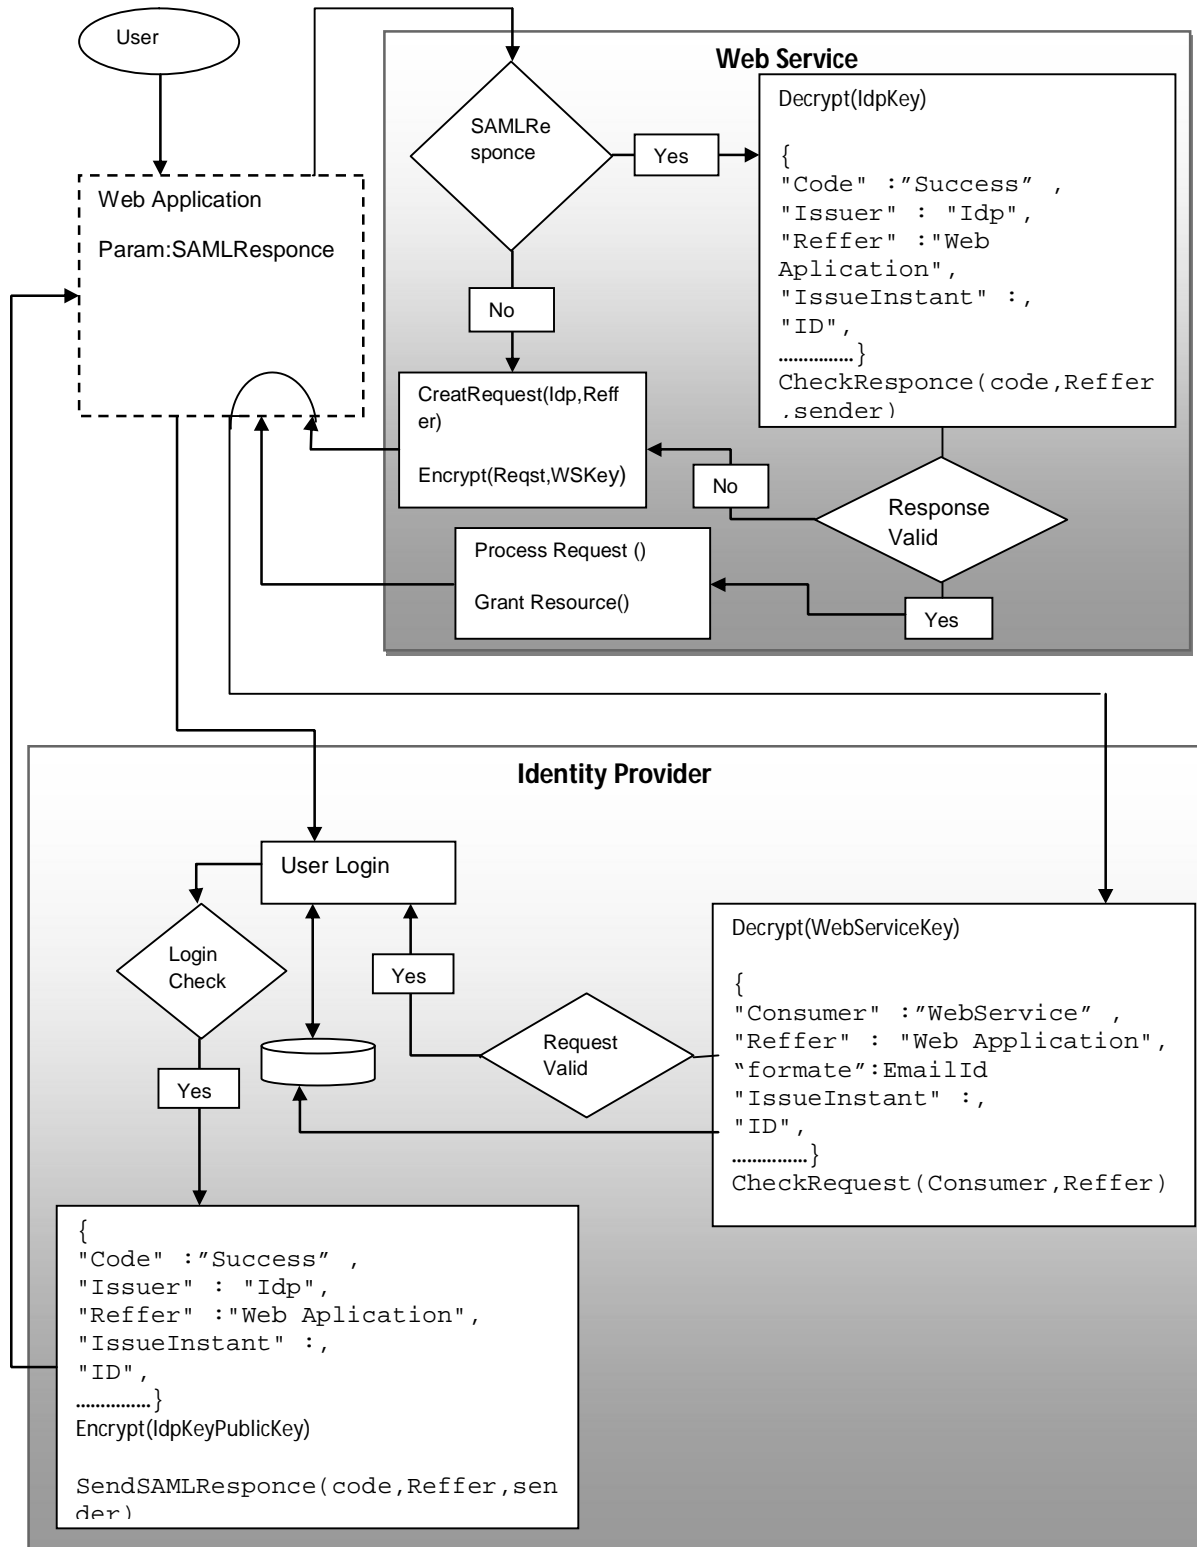 User
Web Application
Param:SAMLResponce
Web Service
SAMLRe
sponce
Yes
No
Decrypt(IdpKey)
{
"Code" :”Success” ,
"Issuer" : "Idp",
"Reffer" :"Web
Aplication",
"IssueInstant" :,
"ID",
……………}
CheckResponce(code,Reffer
,sender)
CreatRequest(Idp,Reff
er)
Encrypt(Reqst,WSKey)
No
Response
Valid
Process Request ()
Grant Resource()
Yes
Identity Provider
User Login
Login
Check
Yes
Yes
Request
Valid
Decrypt(WebServiceKey)
{
"Consumer" :”WebService” ,
"Reffer" : "Web Application",
“formate”:EmailId
"IssueInstant" :,
"ID",
……………}
CheckRequest(Consumer,Reffer)
{
"Code" :”Success” ,
"Issuer" : "Idp",
"Reffer" :"Web Aplication",
"IssueInstant" :,
"ID",
……………}
Encrypt(IdpKeyPublicKey)
SendSAMLResponce(code,Reffer,sen
der)